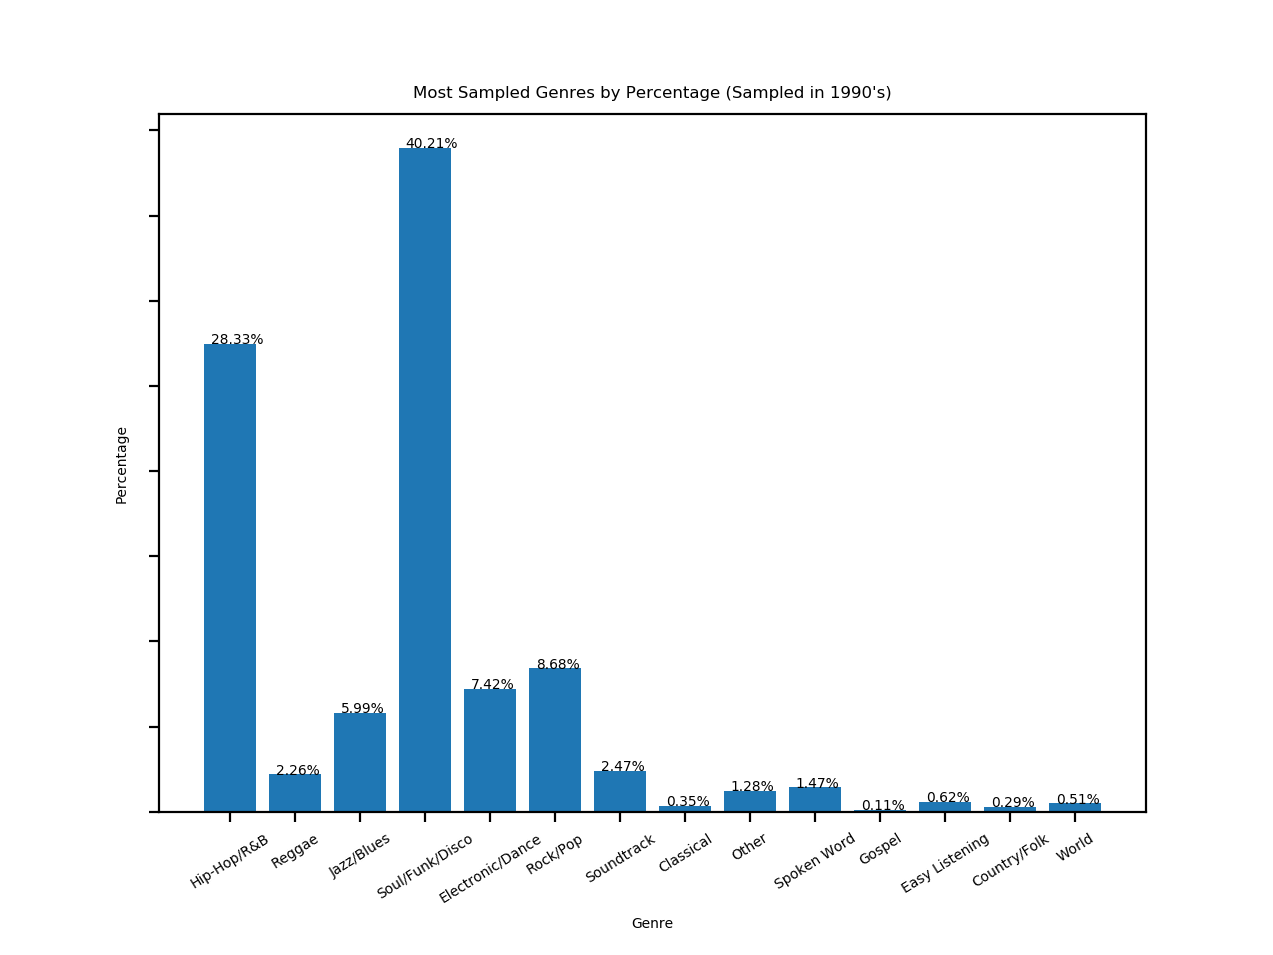 Most Sampled Genres by Percentage (Sampled in 1990's)
Percentage
28.33%
2.26%
5.99%
40.21%
7.42%
8.68%
2.47%
0.35%
1.28%
1.47%
0.11%
0.62%
0.29%
0.51%
Hip-Hop/R&B
Reggae
Jazz/Blues
Soul/Funk/Disco
Electronic/Dance
Rock/Pop
Soundtrack
Classical
Other
Spoken Word
Gospel
Easy Listening
Country/Folk
World
Genre